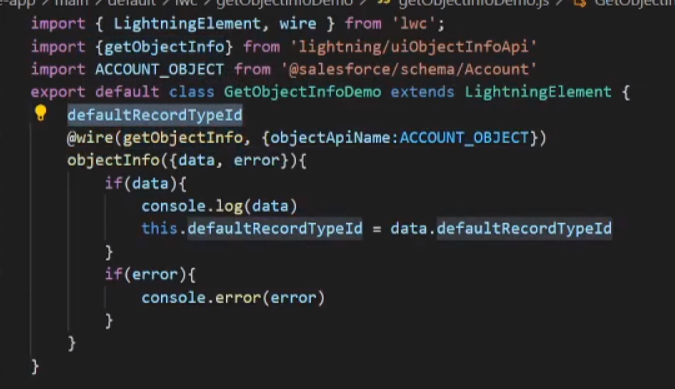 main > default > lwc > getObjectInfoDemo > getObjectInfoDemo.js >
import { LightningElement, wire } from 'lwc';
import {getObjectInfo} from 'lightning/uiObjectInfoApi'
import ACCOUNT_OBJECT from '@salesforce/schema/Account'
export default class GetObjectInfoDemo extends LightningElement {
defaultRecordTypeId
@wire(getObjectInfo, {objectApiName:ACCOUNT_OBJECT})
objectInfo({data, error}){
if(data){
console.log(data)
this.defaultRecordTypeId = data.defaultRecordTypeId
}
if(error){
console.error(error)
}
}
}